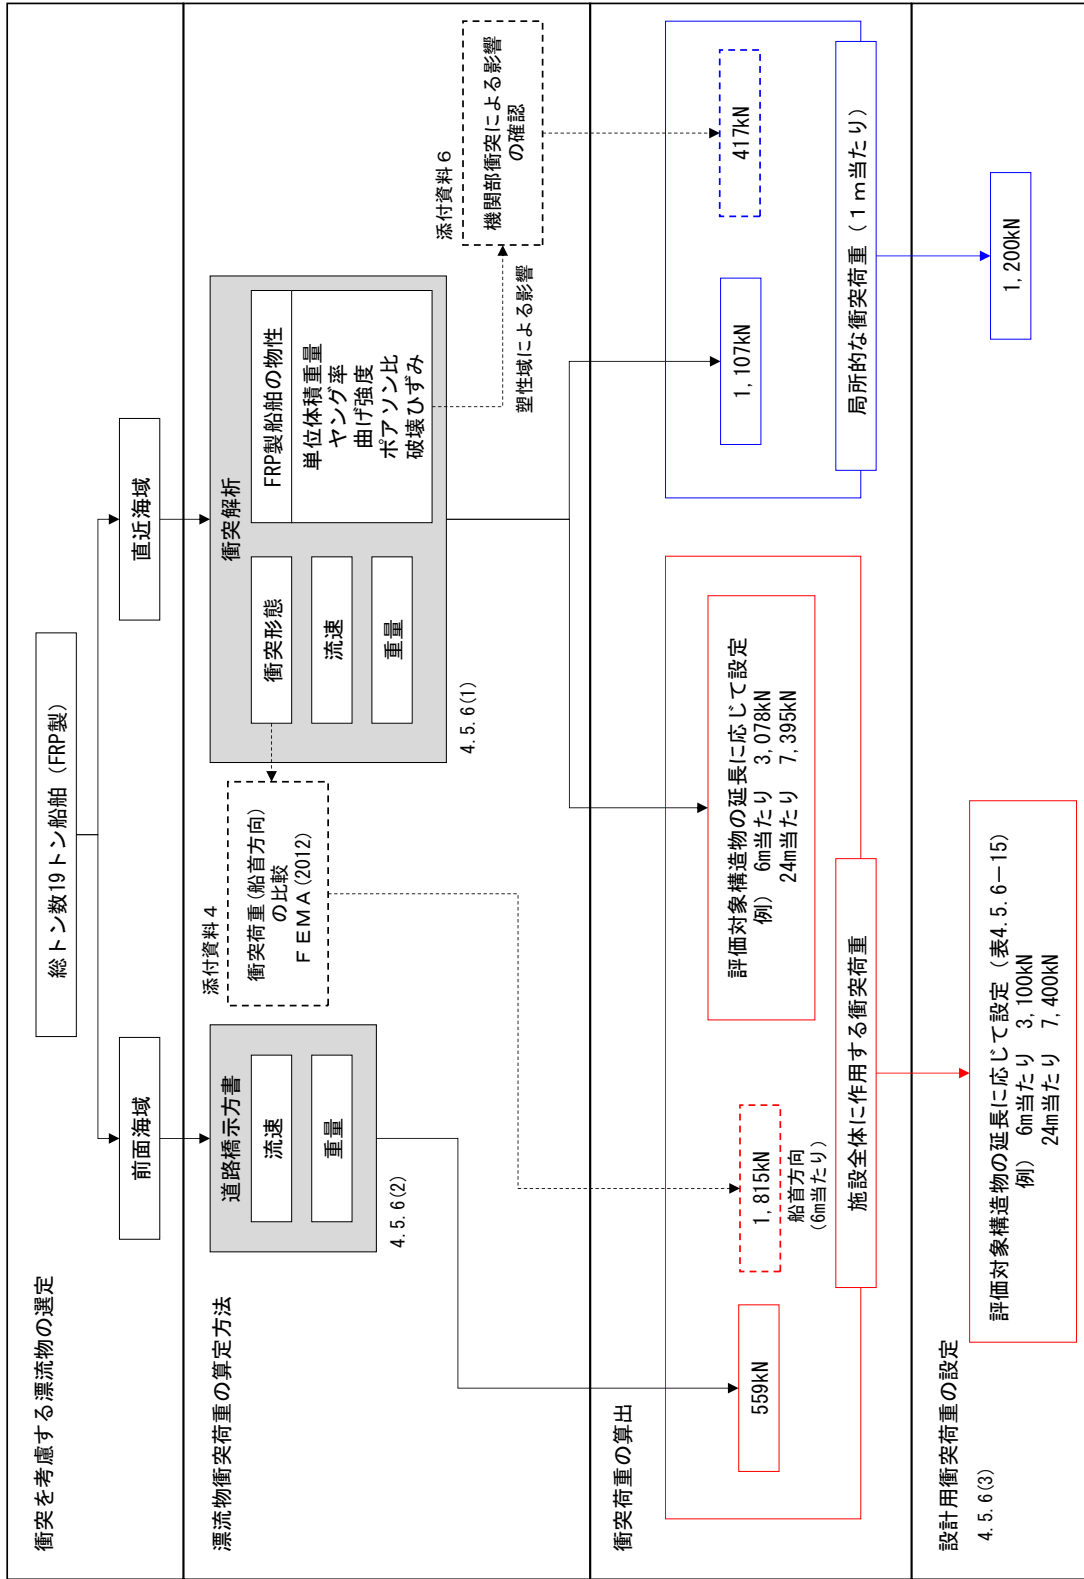 衝突を考慮する漂流物の選定
総トン数19トン船舶（FRP製）
前面海域
直近海域
漂流物衝突荷重の算定方法
道路橋示方書
流速
重量
4.5.6(2)
添付資料４
衝突荷重(船首方向)
の比較
ＦＥＭＡ(2012)
衝突解析
衝突形態
流速
重量
FRP製船舶の物性
単位体積重量
ヤング率
曲げ強度
ポアソン比
破壊ひずみ
4.5.6(1)
塑性域による影響
添付資料６
機関部衝突による影響
の確認
衝突荷重の算出
559kN
1,815kN
船首方向
(6m当たり)
評価対象構造物の延長に応じて設定
例）　6m当たり　3,078kN
24m当たり　7,395kN
施設全体に作用する衝突荷重
1,107kN
417kN
局所的な衝突荷重（１ｍ当たり）
設計用衝突荷重の設定
4.5.6(3)
評価対象構造物の延長に応じて設定（表4.5.6－15）
例）　6m当たり　3,100kN
24m当たり　7,400kN
1,200kN